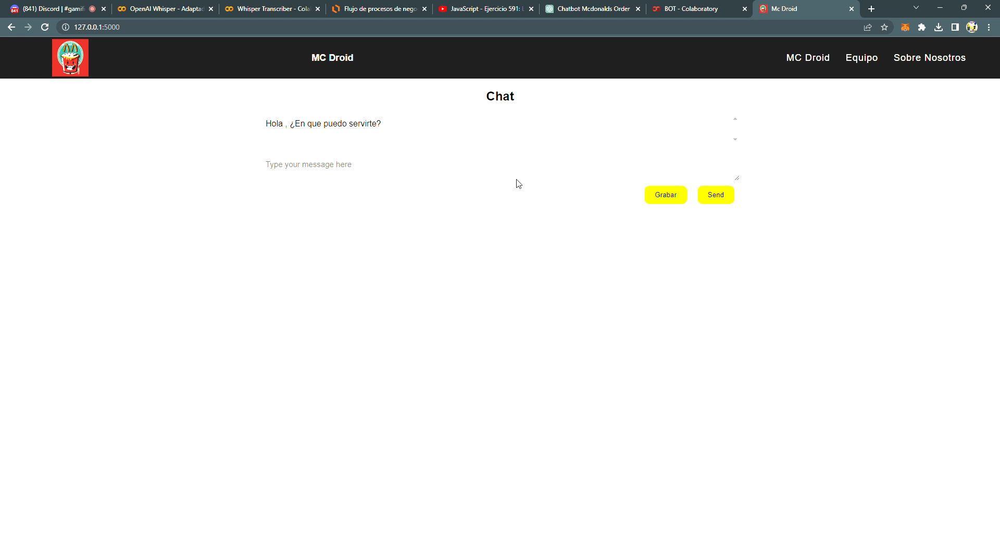 (841) Discord | #gamifi
OpenAI Whisper - Adaptac
Whisper Transcriber - Cola
Flujo de procesos de nego
JavaScript - Ejercicio 591:
Chatbot Mcdonalds Order
BOT - Colaboratory
Mc Droid
127.0.0.1:5000
MC Droid
MC Droid
Equipo
Sobre Nosotros
Chat
Hola , ¿En que puedo servirte?
Type your message here
Grabar
Send